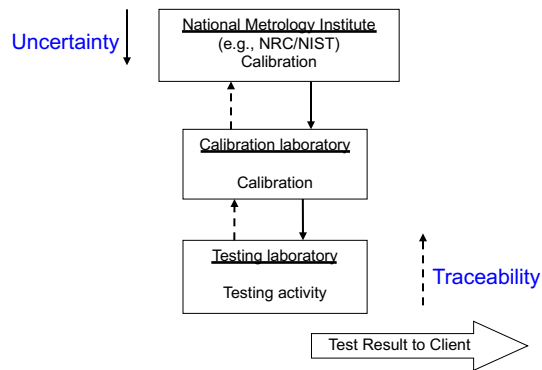 National Metrology Institute
(e.g., NRC/NIST)
Calibration
Uncertainty
Calibration laboratory
Calibration
Testing laboratory
Testing activity
Traceability
Test Result to Client